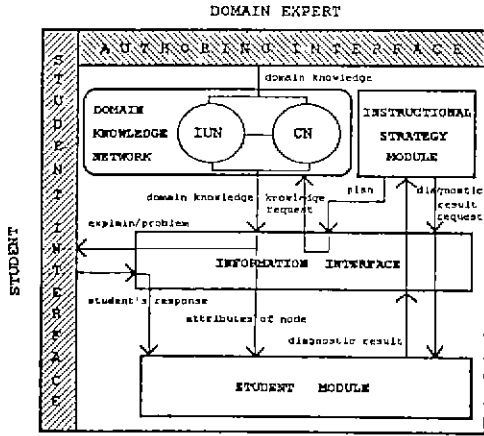 DOMAIN EXPERT
AUTHORING INTERFACE
STUDENT
STUDENT INTERFACE
domain knowledge
DOMAIN
KNOWLEDGE
NETWORK
IUN
CN
INSTRUCTIONAL
STRATEGY
MODULE
plan
diagnostic
result
request
domain knowledge
knowledge
request
explain/problem
INFORMATION INTERFACE
student's response
attributes of node
diagnostic result
STUDENT MODULE